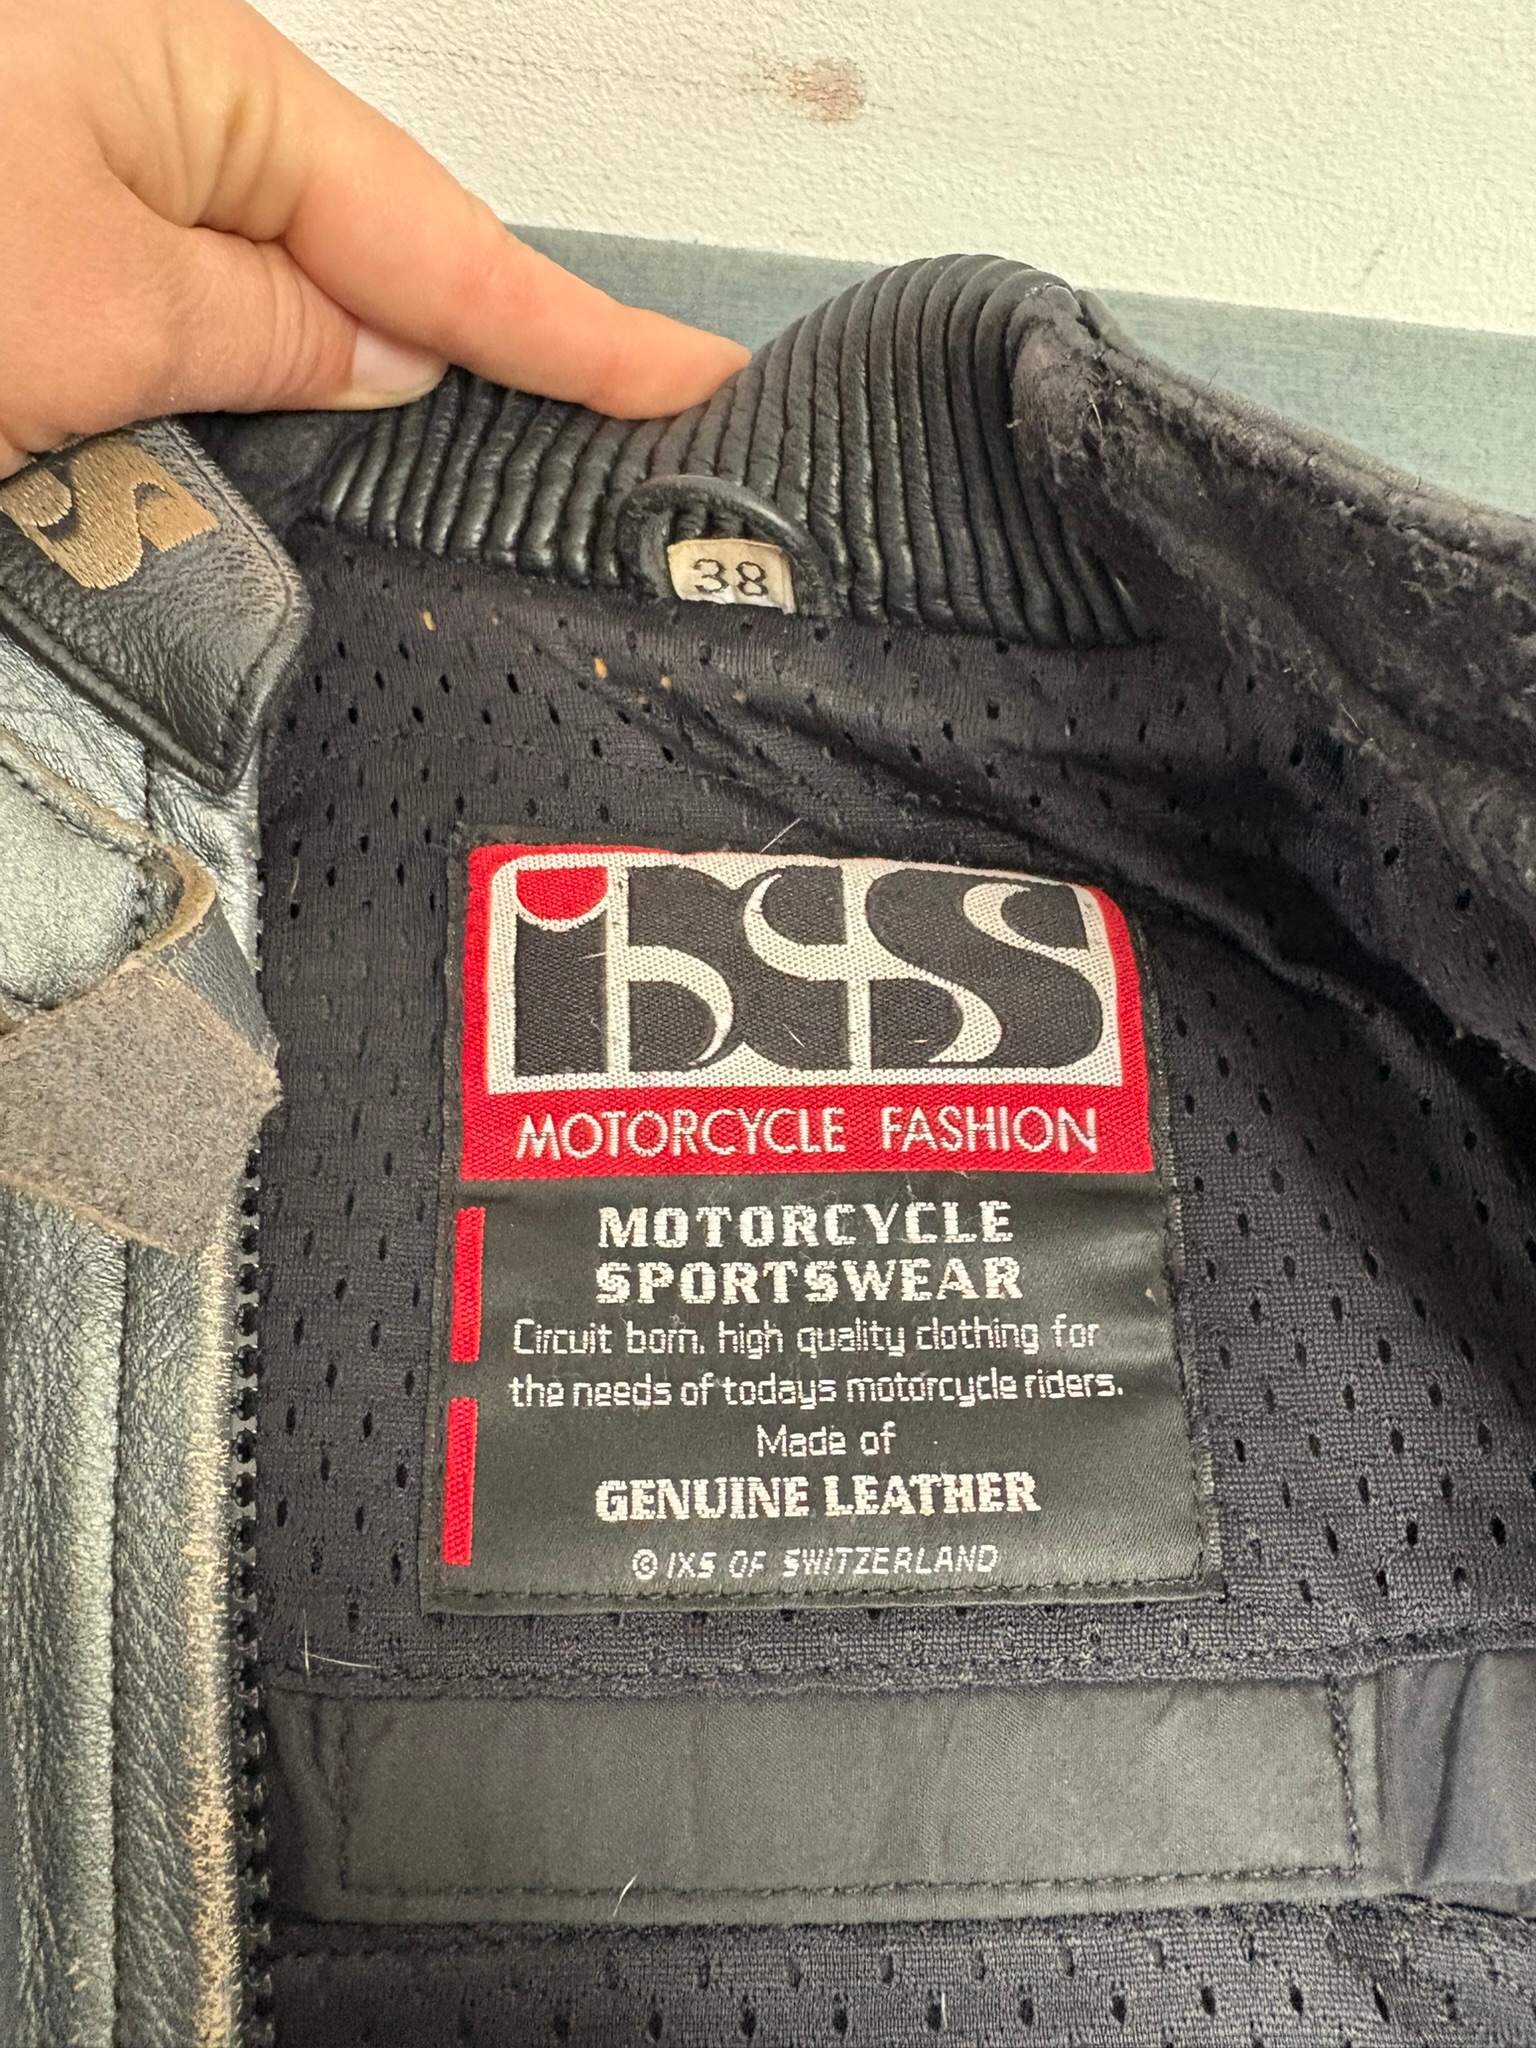 S
38
ixs
MOTORCYCLE FASHION
MOTORCYCLE
SPORTSWEAR
Circuit born. high quality clothing for
the needs of todays motorcycle riders.
Made of
GENUINE LEATHER
© IXS OF SWITZERLAND